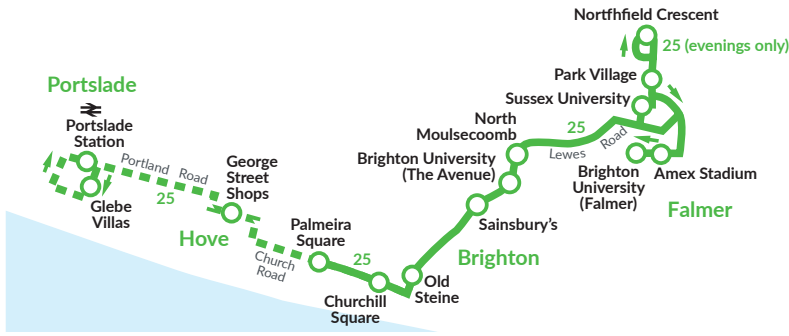 Nortfhfield Crescent
25 (evenings only)
Park Village
Sussex University
North
Moulsecoomb
25
Lewes Road
Brighton University
(The Avenue)
Brighton
University
(Falmer)
Amex Stadium
Falmer
Sainsbury's
Brighton
Portslade
Portslade
Station
Portland Road
25
Glebe
Villas
George
Street
Shops
Hove
Church
Road
Palmeira
Square
25
Churchill
Square
Old
Steine